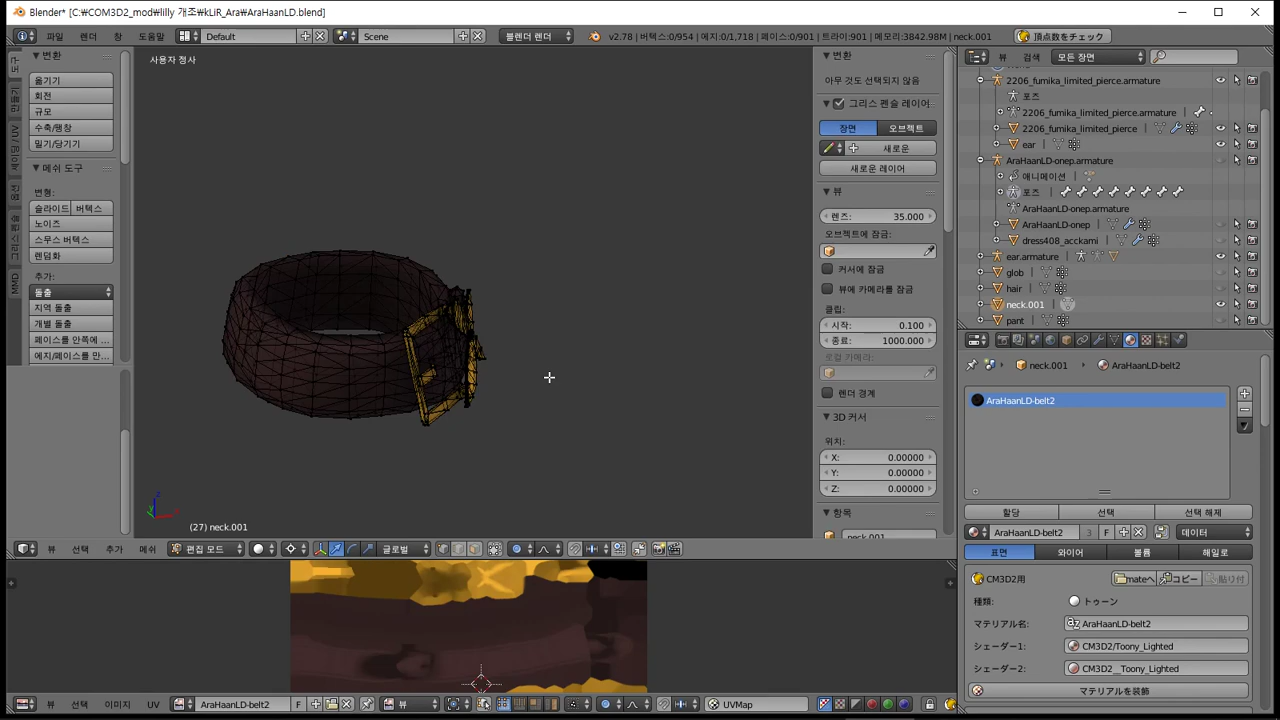 Blender* [C:₩COM3D2_mod₩lilly 개조₩kLiR_Ara₩AraHaanLD.blend]
파일 렌더 창 도움말 Default Scene 블렌더 렌더 v2.78 | 버텍스:0/954 | 에지:0/1,718 | 페이스:0/901 | 트라이:901 | 메모리:3842.98M | neck.001 頂点数をチェック
변환
옮기기
회전
규모
수축/팽창
밀기/당기기
메쉬 도구
변형:
슬라이드 버텍스
노이즈
스무스 버텍스
랜덤화
추가:
돌출
지역 돌출
개별 돌출
페이스를 안쪽에 ...
에지/페이스를 만...
MMD
사용자 정사
(27) neck.001
변환
아무 것도 선택되지 않음
그리스 펜슬 레이어..
장면 오브젝트
새로운
새로운 레이어
뷰
렌즈: 35.000
오브젝트에 잠금:
커서에 잠금
뷰에 카메라를 잠금
클립:
시작: 0.100
종료: 1000.000
로컬 카메라:
렌더 경계
3D 커서
위치:
X: 0.00000
Y: 0.00000
Z: 0.00000
항목
neck.001
뷰 검색 모든 장면
2206_fumika_limited_pierce.armature
포즈
2206_fumika_limited_pierce.armature
2206_fumika_limited_pierce
ear
AraHaanLD-onep.armature
애니메이션
포즈
AraHaanLD-onep.armature
AraHaanLD-onep
dress408_acckami
ear.armature
glob
hair
neck.001
pant
neck.001 AraHaanLD-belt2
AraHaanLD-belt2
할당 선택 선택 해제
AraHaanLD-belt2 3 F 데이터
표면 와이어 볼륨 헤일로
CM3D2用 mateへ コピー 貼り付
種類: トゥーン
マテリアル名: AraHaanLD-belt2
シェーダー1: CM3D2/Toony_Lighted
シェーダー2: CM3D2__Toony_Lighted
マテリアルを装飾
뷰 선택 추가 메쉬 편집 모드 글로벌
뷰 선택 이미지 UV AraHaanLD-belt2 F 뷰 UVMap